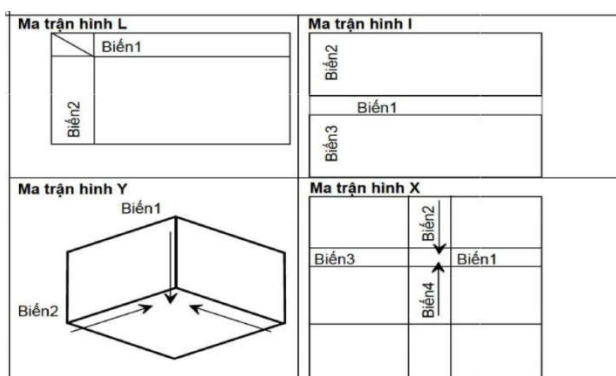 Ma trận hình L
Biến1
Biến2
Ma trận hình I
Biến2
Biến1
Biến3
Ma trận hình Y
Biến1
Biến2
Ma trận hình X
Biến2
Biến3
Biến1
Biến4